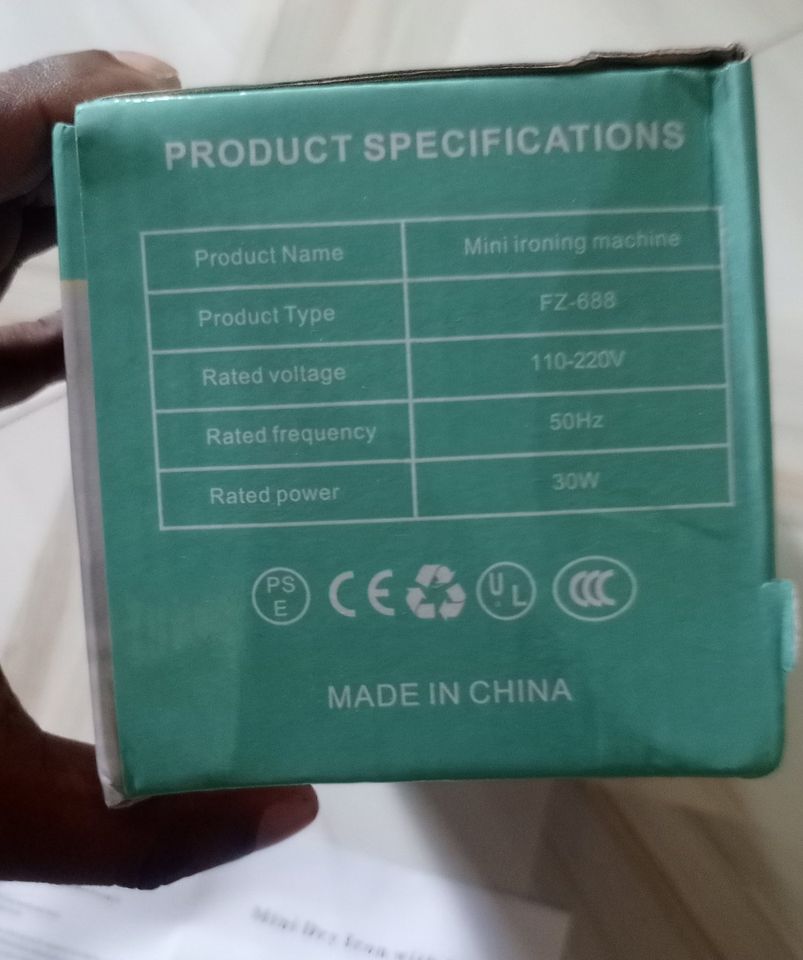 PRODUCT SPECIFICATIONS
Product Name Mini ironing machine
Product Type FZ-688
Rated voltage 110-220V
Rated frequency 50Hz
Rated power 30W
PS
E
CE
UL
CCC
MADE IN CHINA
Mini Dry Iron with